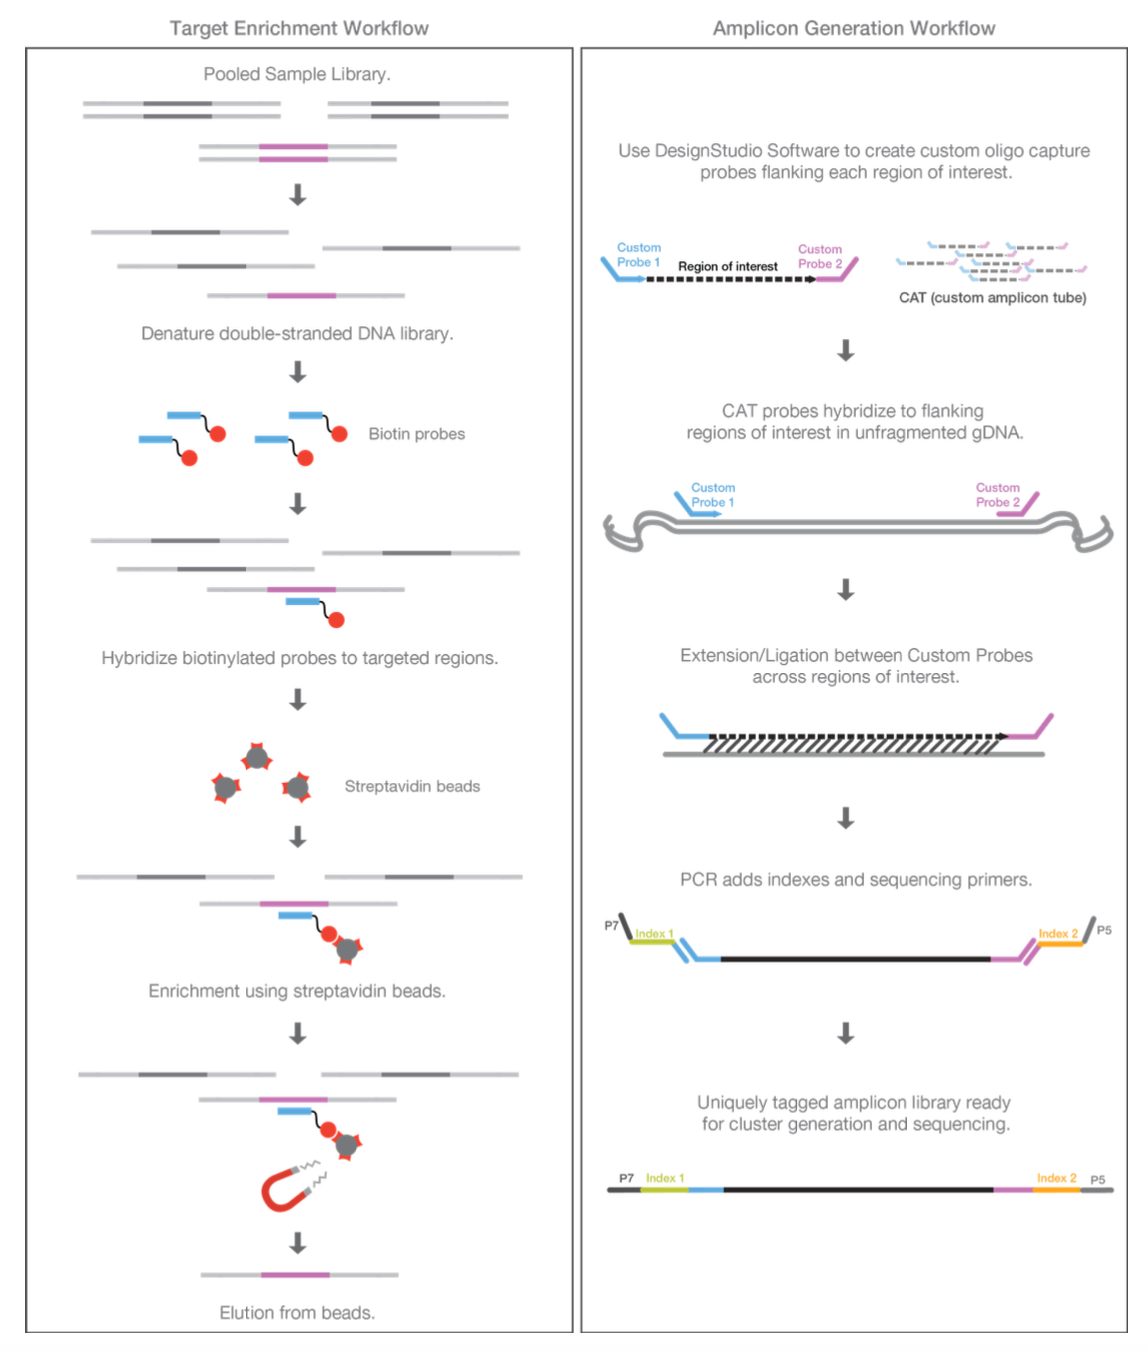 Target Enrichment Workflow
Pooled Sample Library.
Denature double-stranded DNA library.
Biotin probes
Hybridize biotinylated probes to targeted regions.
Streptavidin beads
Enrichment using streptavidin beads.
Elution from beads.
Amplicon Generation Workflow
Use DesignStudio Software to create custom oligo capture
probes flanking each region of interest.
Custom
Probe 1
Region of interest
Custom
Probe 2
CAT (custom amplicon tube)
CAT probes hybridize to flanking
regions of interest in unfragmented gDNA.
Custom
Probe 1
Custom
Probe 2
Extension/Ligation between Custom Probes
across regions of interest.
PCR adds indexes and sequencing primers.
P7
Index 1
Index 2
P5
Uniquely tagged amplicon library ready
for cluster generation and sequencing.
P7
Index 1
Index 2
P5